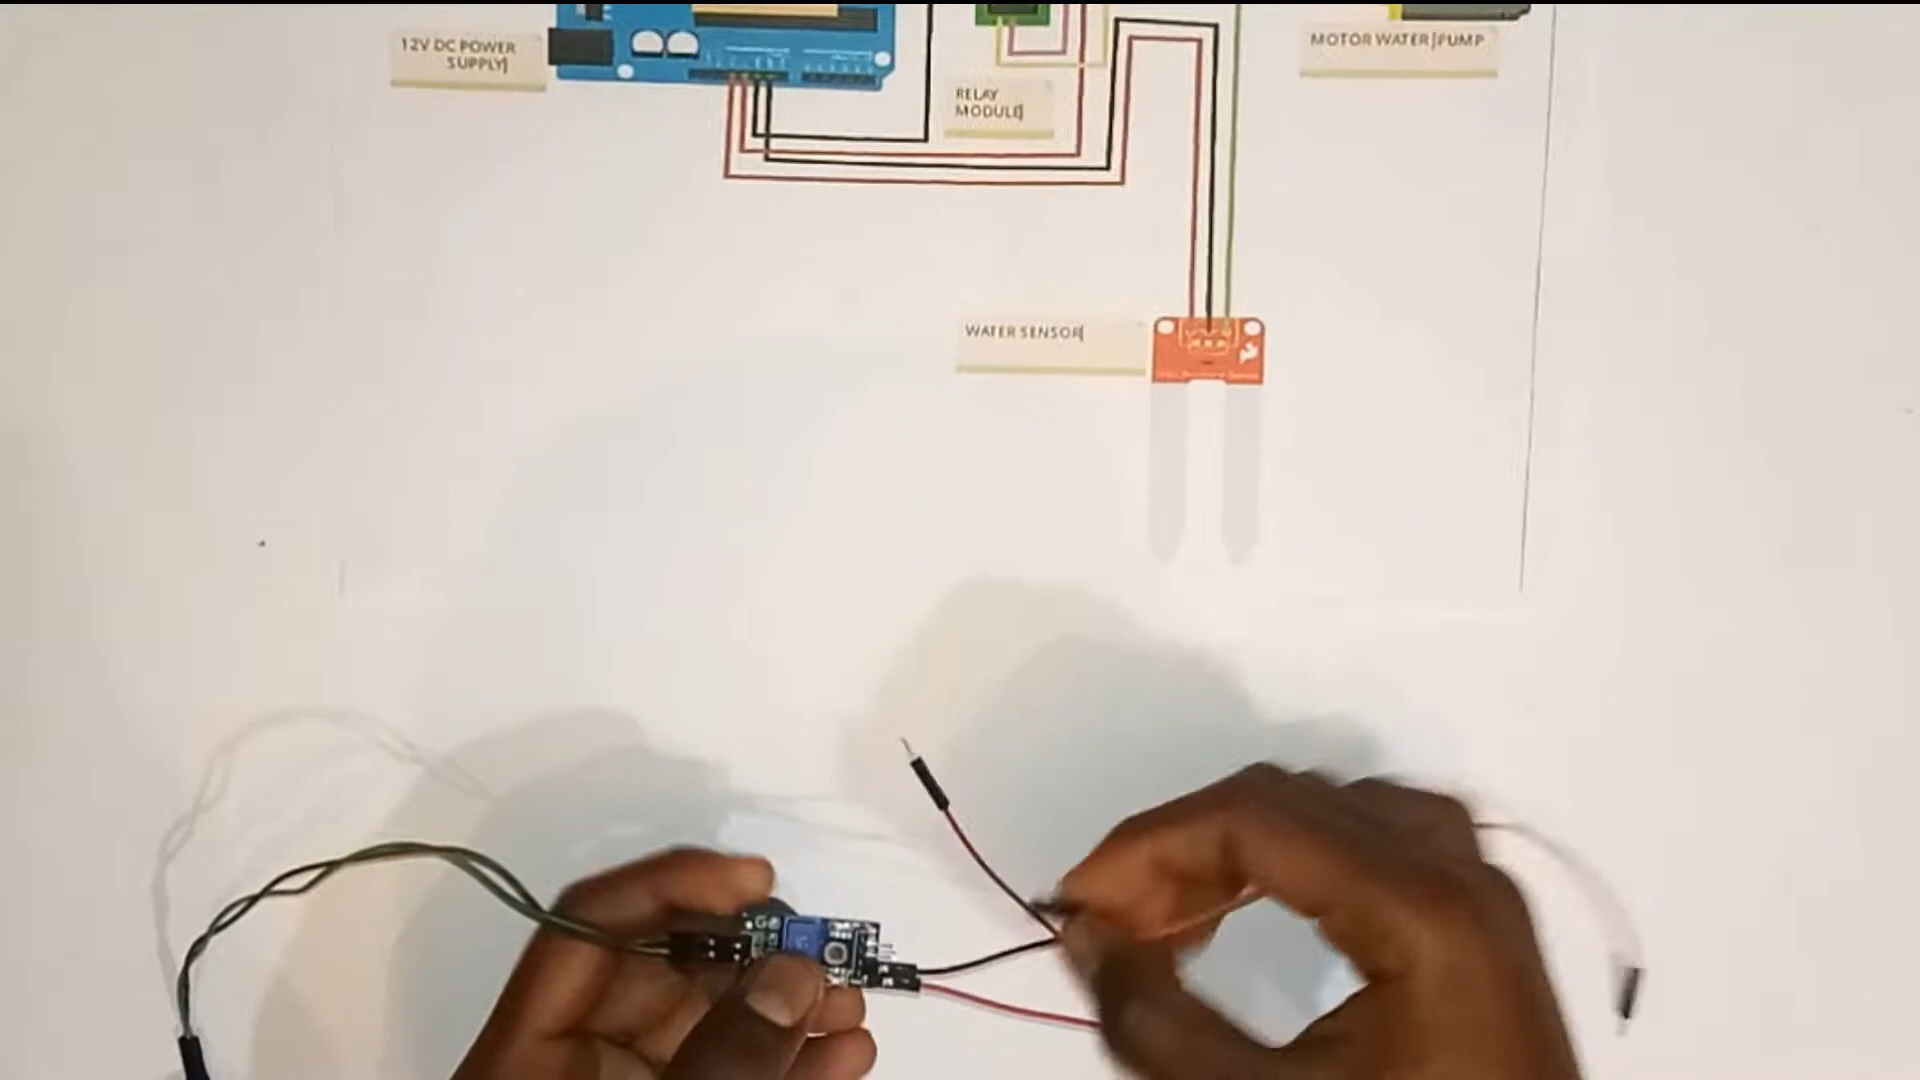 12V DC POWER
SUPPLY
RELAY
MODULE
MOTOR WATER PUMP
WATER SENSOR